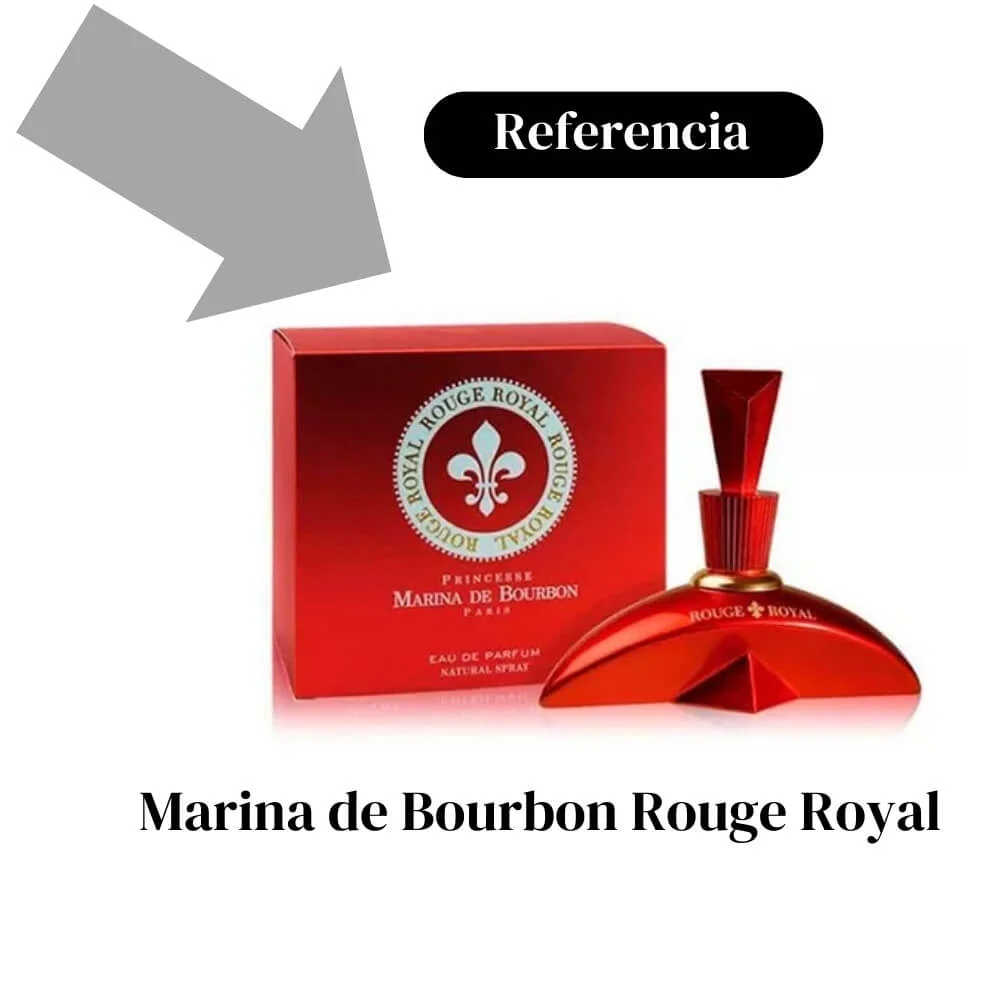 Referencia
ROUGE ROYAL ROUGE ROYAL ROUGE ROYAL
PRINCESSE
MARINA DE BOURBON
PARIS
EAU DE PARFUM
NATURAL SPRAY
ROUGE ROYAL
Marina de Bourbon Rouge Royal